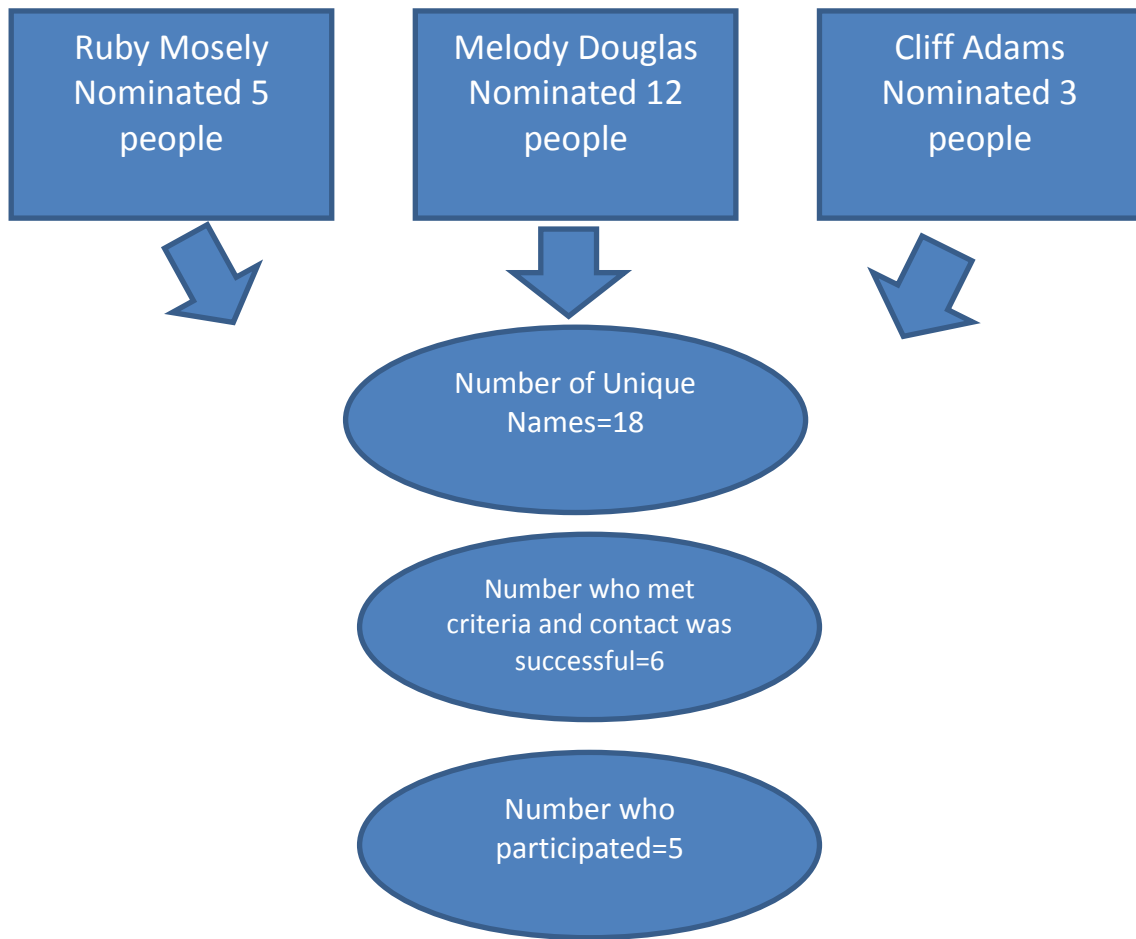 Ruby Mosely
Nominated 5
people
Melody Douglas
Nominated 12
people
Cliff Adams
Nominated 3
people
Number of Unique
Names=18
Number who met
criteria and contact was
successful=6
Number who
participated=5